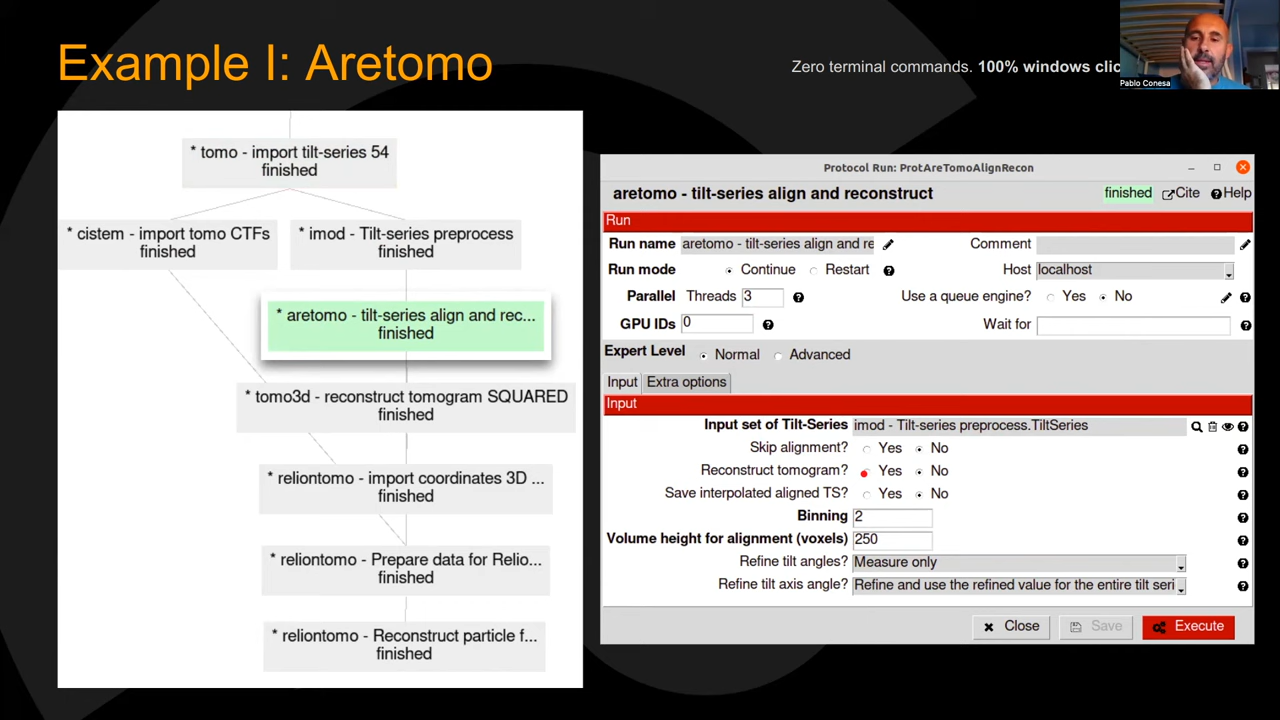 Example I: Aretomo
Zero terminal commands. 100% windows clic
Pablo Conesa
* tomo - import tilt-series 54
finished
* cistem - import tomo CTFs
finished
* imod - Tilt-series preprocess
finished
* aretomo - tilt-series align and rec...
finished
* tomo3d - reconstruct tomogram SQUARED
finished
* reliontomo - import coordinates 3D ...
finished
* reliontomo - Prepare data for Relio...
finished
* reliontomo - Reconstruct particle f...
finished
Protocol Run: ProtAreTomoAlignRecon
aretomo - tilt-series align and reconstruct finished Cite Help
Run
Run name aretomo - tilt-series align and re Comment
Run mode Continue Restart Host localhost
Parallel Threads 3 Use a queue engine? Yes No
GPU IDs 0 Wait for
Expert Level Normal Advanced
Input Extra options
Input
Input set of Tilt-Series imod - Tilt-series preprocess.TiltSeries
Skip alignment? Yes No
Reconstruct tomogram? Yes No
Save interpolated aligned TS? Yes No
Binning 2
Volume height for alignment (voxels) 250
Refine tilt angles? Measure only
Refine tilt axis angle? Refine and use the refined value for the entire tilt seri
Close Save Execute